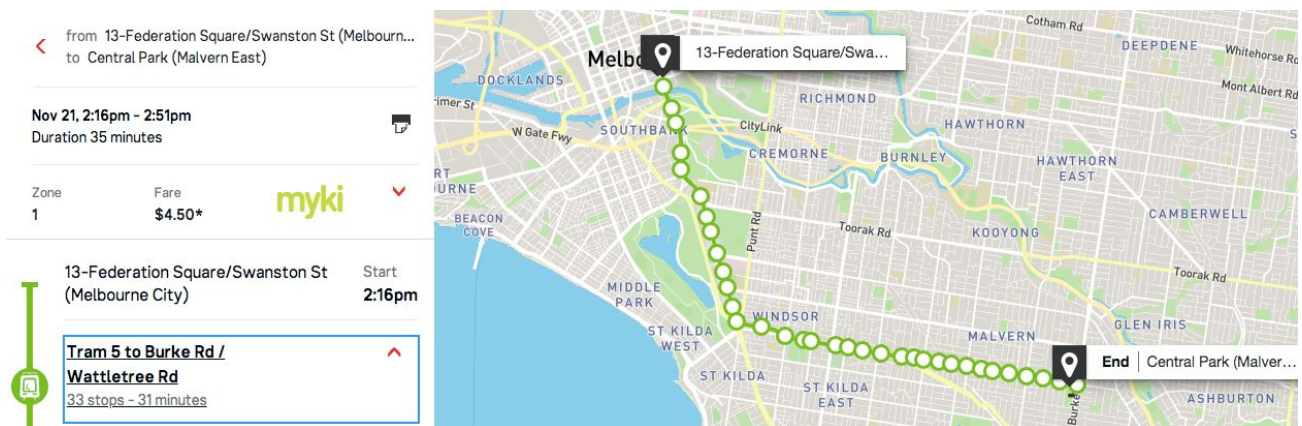 from 13-Federation Square/Swanston St (Melbourn...
to Central Park (Malvern East)
Nov 21, 2:16pm - 2:51pm
Duration 35 minutes
Zone
1
Fare
$4.50*
myki
13-Federation Square/Swanston St
(Melbourne City)
Start
2:16pm
Tram 5 to Burke Rd /
Wattletree Rd
33 stops - 31 minutes
Melbo
13-Federation Square/Swa...
Cotham Rd
DEEPDENE
Whitehorse Rd
Mont Albert Rd
DOCKLANDS
RICHMOND
rimer St
W Gate Fwy
SOUTHBANK
CityLink
HAWTHORN
CREMORNE
BURNLEY
HAWTHORN
EAST
RT
OURNE
BEACON
COVE
Punt Rd
Toorak Rd
KOOYONG
CAMBERWELL
Toorak Rd
MIDDLE
PARK
WINDSOR
ST KILDA
WEST
MALVERN
GLEN IRIS
End
Central Park (Malver...
ST KILDA
ST KILDA
EAST
Burke
ASHBURTON